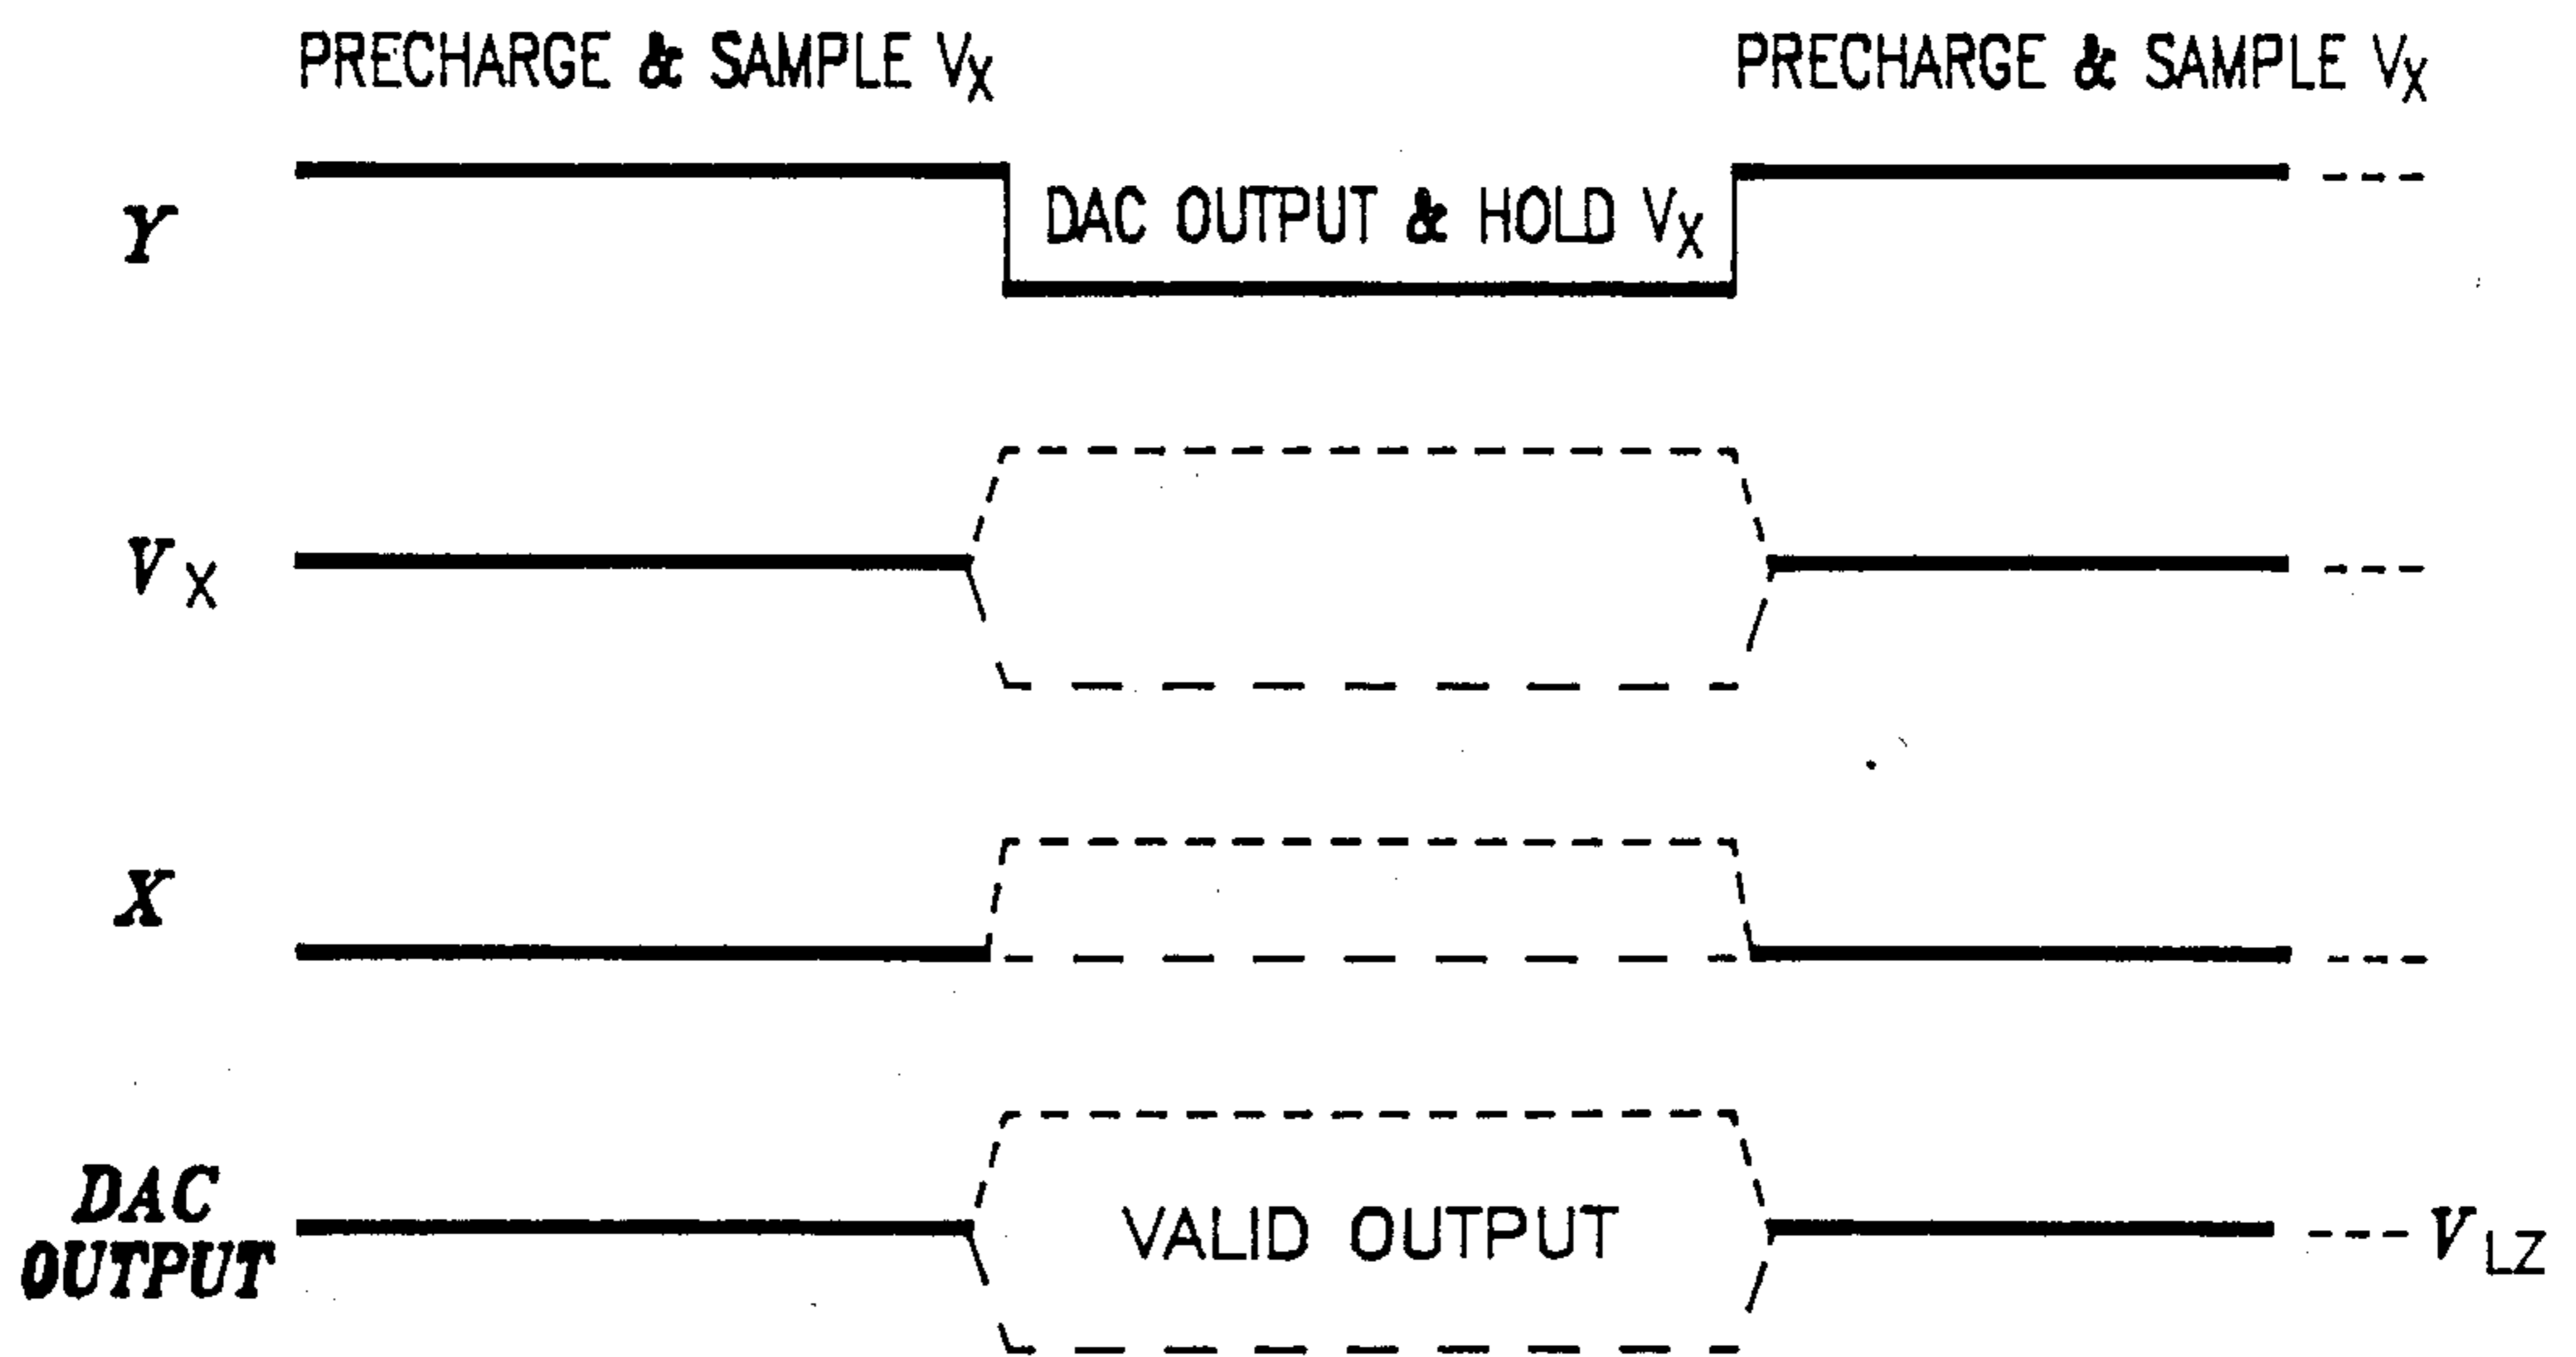 PRECHARGE & SAMPLE VX
PRECHARGE & SAMPLE VX
Y
DAC OUTPUT & HOLD VX
VX
X
DAC
OUTPUT
VALID OUTPUT
VLZ